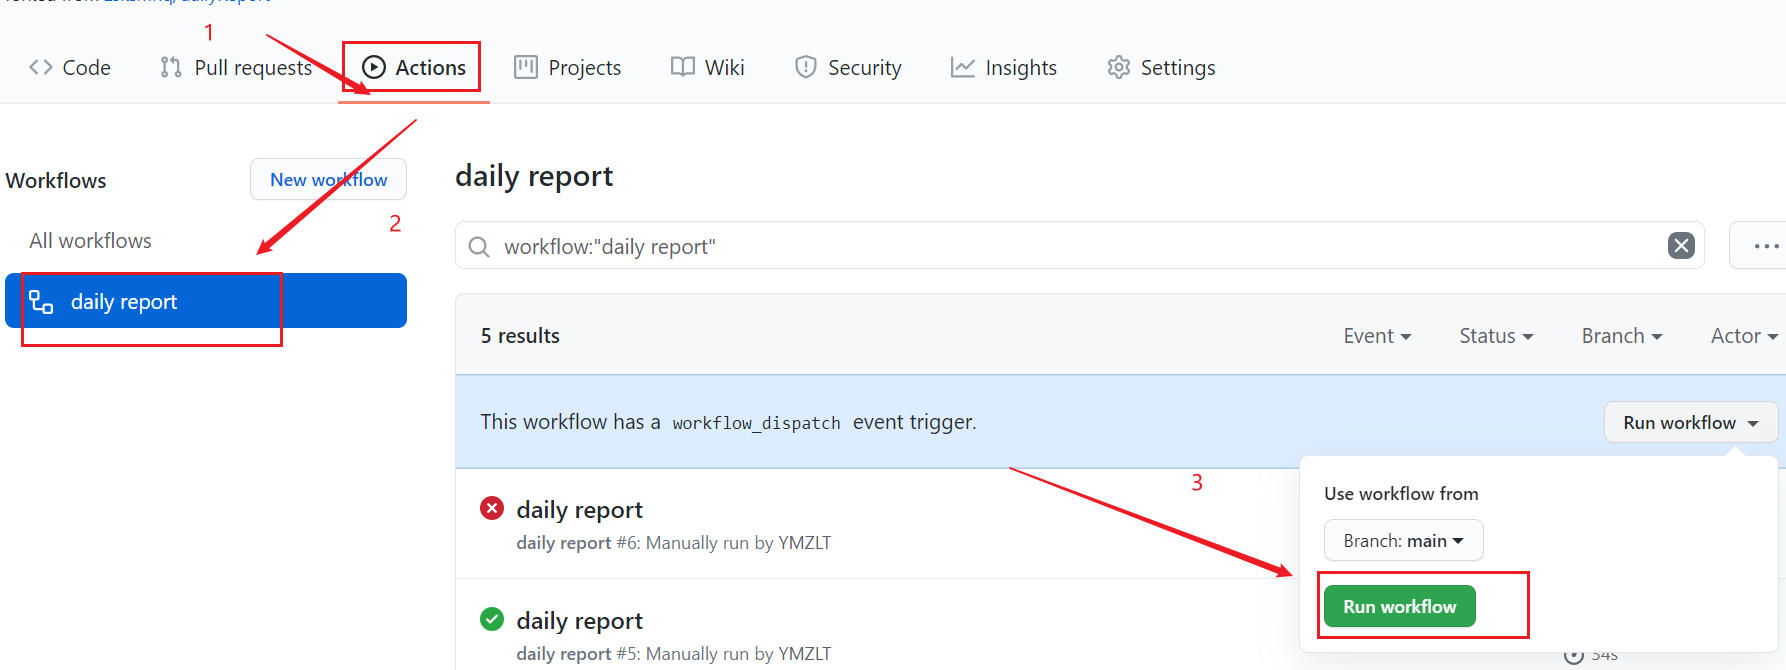 1
Code Pull requests Actions Projects Wiki Security Insights Settings
Workflows New workflow
2
All workflows
daily report
daily report
workflow:"daily report"
5 results Event Status Branch Actor
This workflow has a workflow_dispatch event trigger. Run workflow
3
Use workflow from
Branch: main
Run workflow
daily report
daily report #6: Manually run by YMZLT
daily report
daily report #5: Manually run by YMZLT
54s